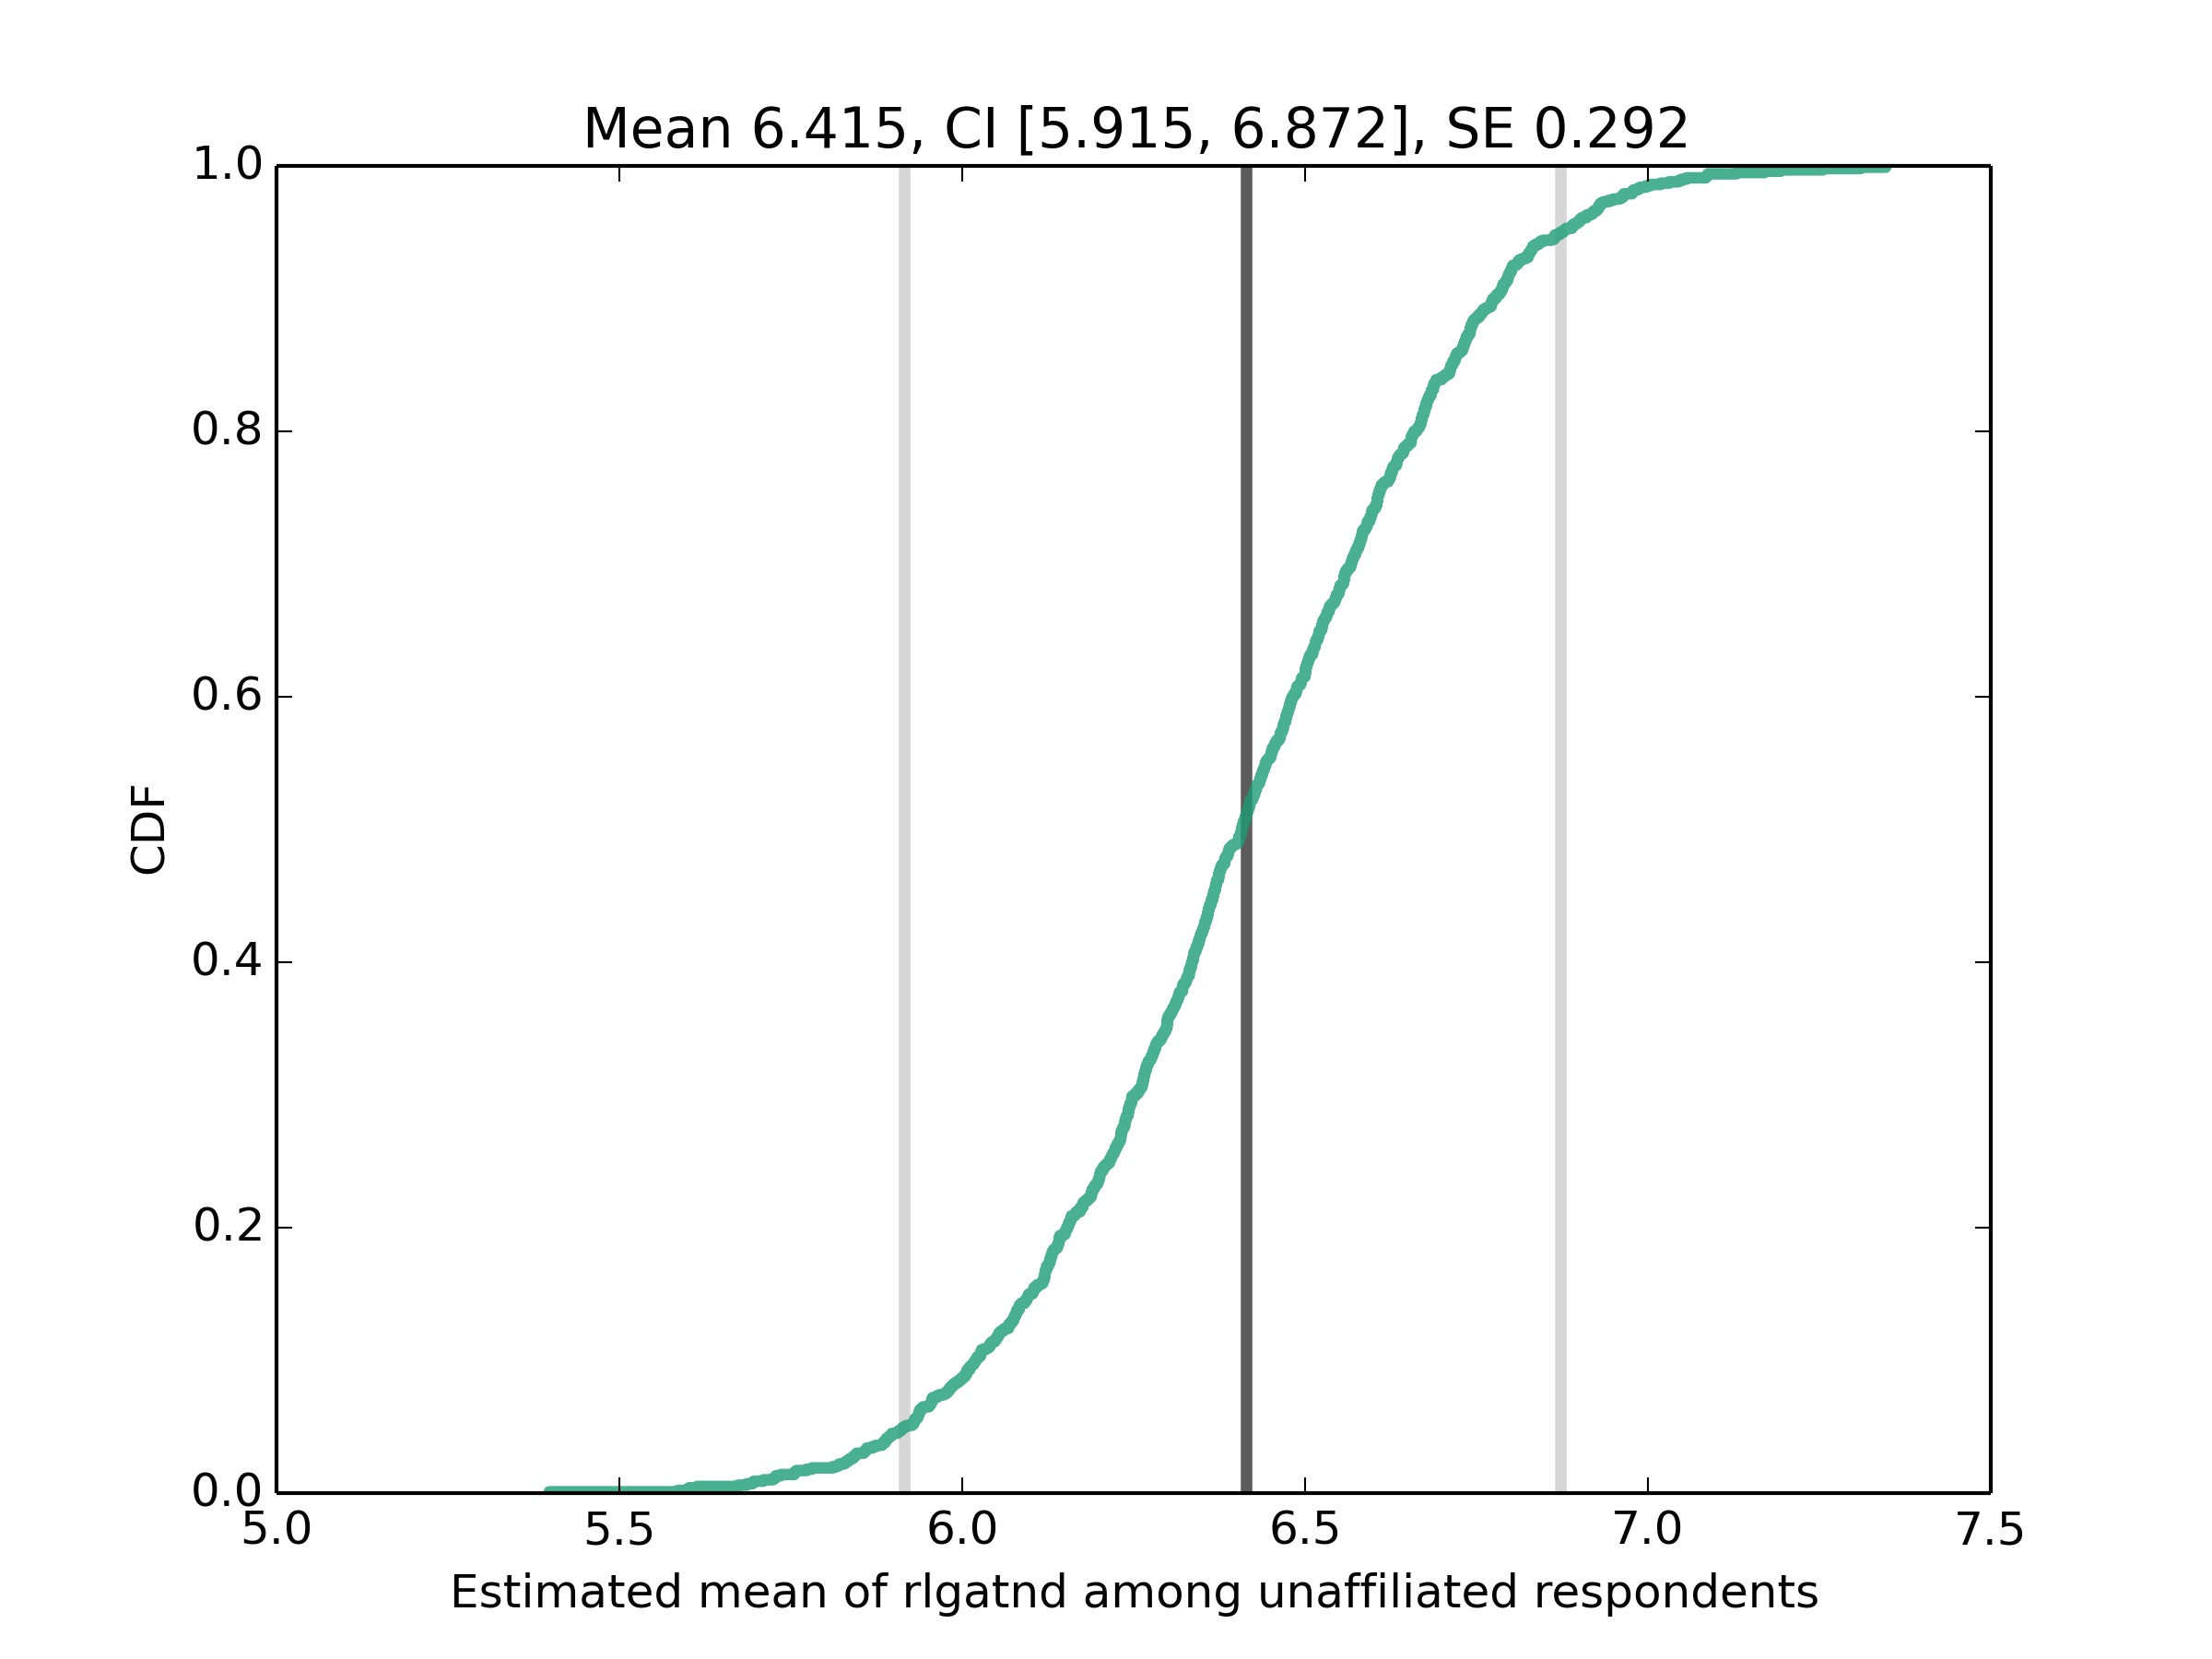 Mean 6.415, CI [5.915, 6.872], SE 0.292
1.0
0.8
0.6
0.4
0.2
0.0
CDF
5.0 5.5 6.0 6.5 7.0 7.5
Estimated mean of rlgatnd among unaffiliated respondents